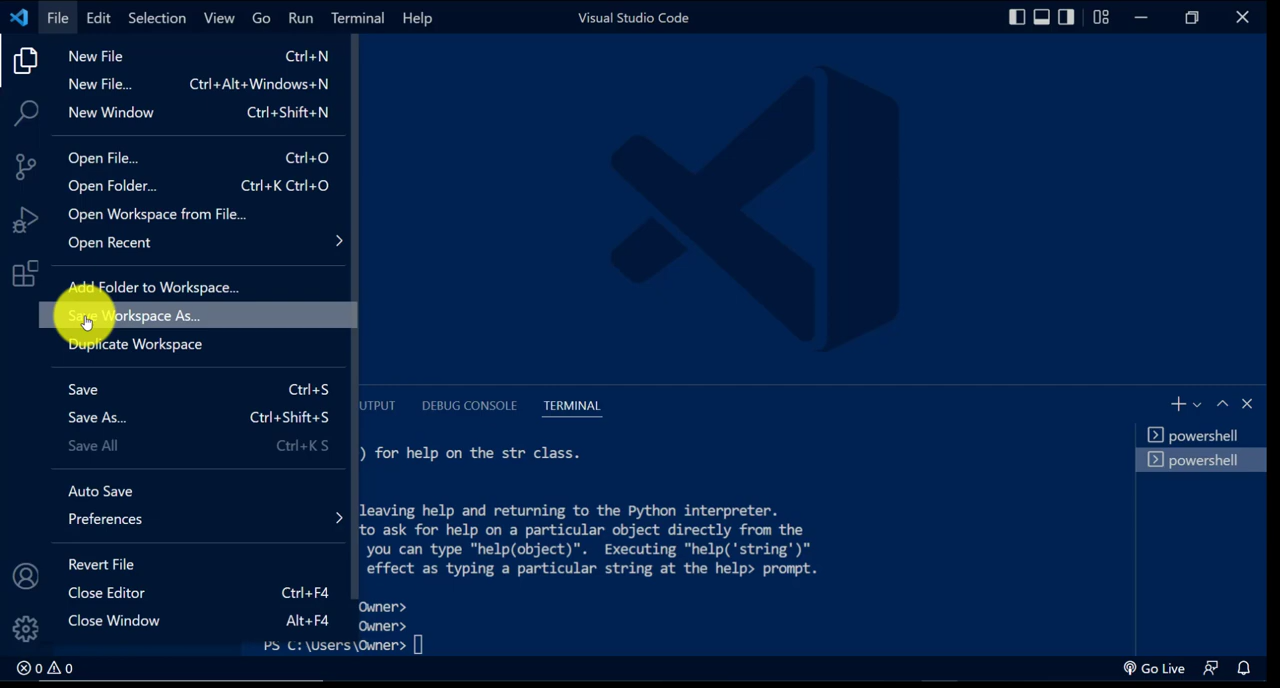 File Edit Selection View Go Run Terminal Help Visual Studio Code
New File Ctrl+N
New File... Ctrl+Alt+Windows+N
New Window Ctrl+Shift+N
Open File... Ctrl+O
Open Folder... Ctrl+K Ctrl+O
Open Workspace from File...
Open Recent
Add Folder to Workspace...
Save Workspace As...
Duplicate Workspace
Save Ctrl+S
Save As... Ctrl+Shift+S
Save All Ctrl+K S
Auto Save
Preferences
Revert File
Close Editor Ctrl+F4
Close Window Alt+F4
UTPUT DEBUG CONSOLE TERMINAL
) for help on the str class.
leaving help and returning to the Python interpreter.
to ask for help on a particular object directly from the
you can type "help(object)". Executing "help('string')"
effect as typing a particular string at the help> prompt.
Owner>
Owner>
PS C:\Users\Owner>
powershell
powershell
0 0 Go Live